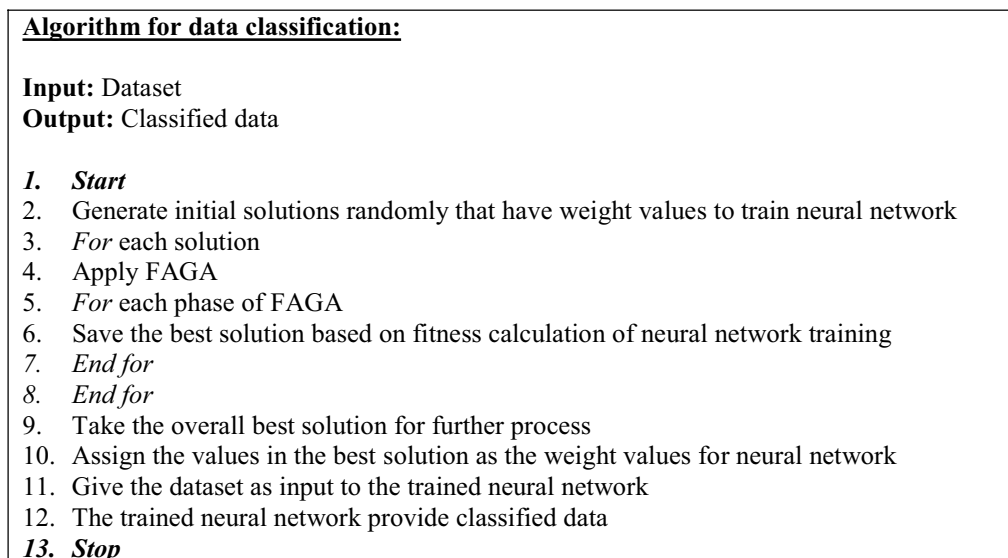 Algorithm for data classification:
Input: Dataset
Output: Classified data
1. Start
2. Generate initial solutions randomly that have weight values to train neural network
3. For each solution
4. Apply FAGA
5. For each phase of FAGA
6. Save the best solution based on fitness calculation of neural network training
7. End for
8. End for
9. Take the overall best solution for further process
10. Assign the values in the best solution as the weight values for neural network
11. Give the dataset as input to the trained neural network
12. The trained neural network provide classified data
13. Stop